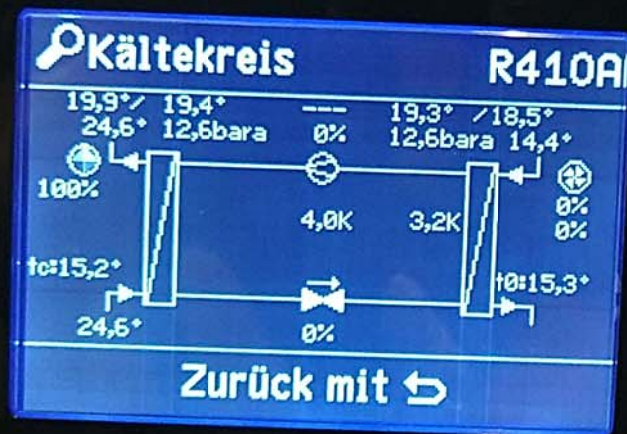 Kältekreis R410A
19,9°/ 19,4° --- 19,3° /18,5°
24,6° 12,6bara 0% 12,6bara 14,4°
100% 0%
4,0K 3,2K 0%
tc:15,2° t0:15,3°
24,6° 0%
Zurück mit